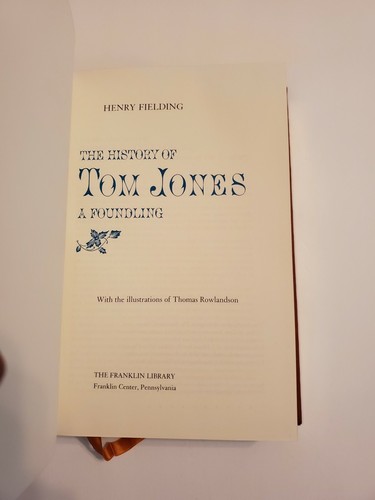 HENRY FIELDING
THE HISTORY OF
TOM JONES
A FOUNDLING
With the illustrations of Thomas Rowlandson
THE FRANKLIN LIBRARY
Franklin Center, Pennsylvania